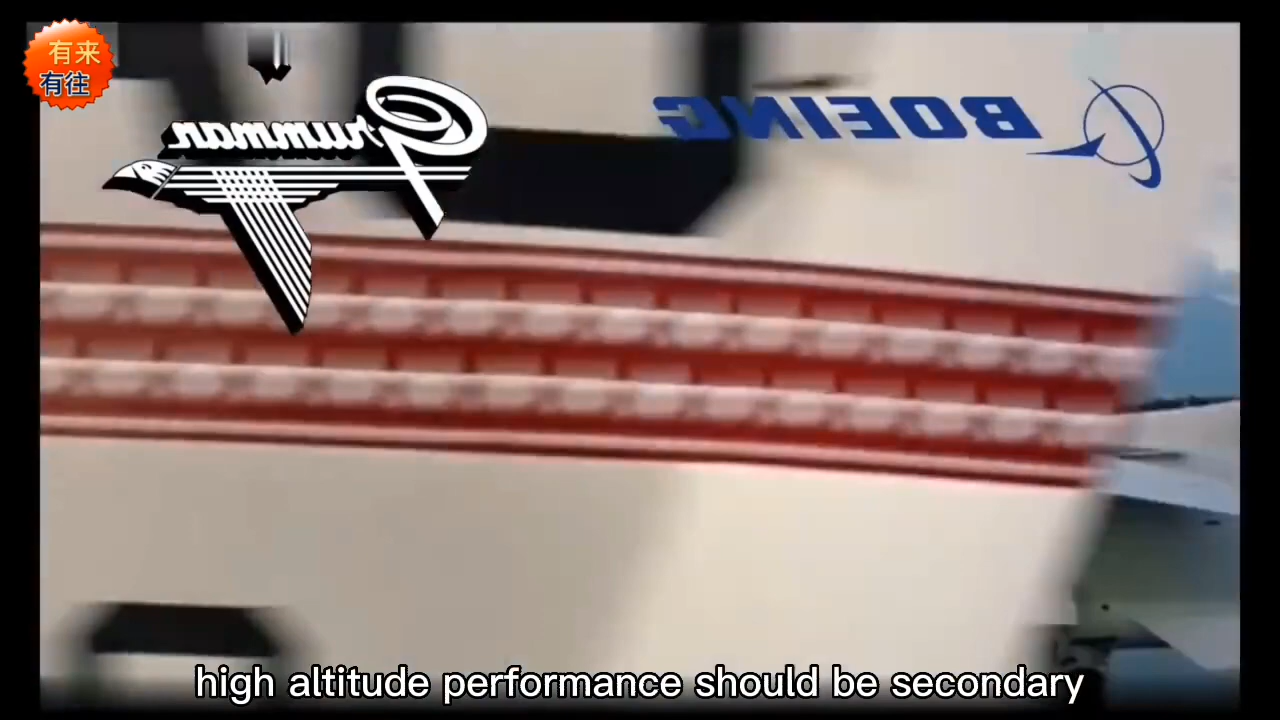 有来
有往
Grumman
BOEING
high altitude performance should be secondary